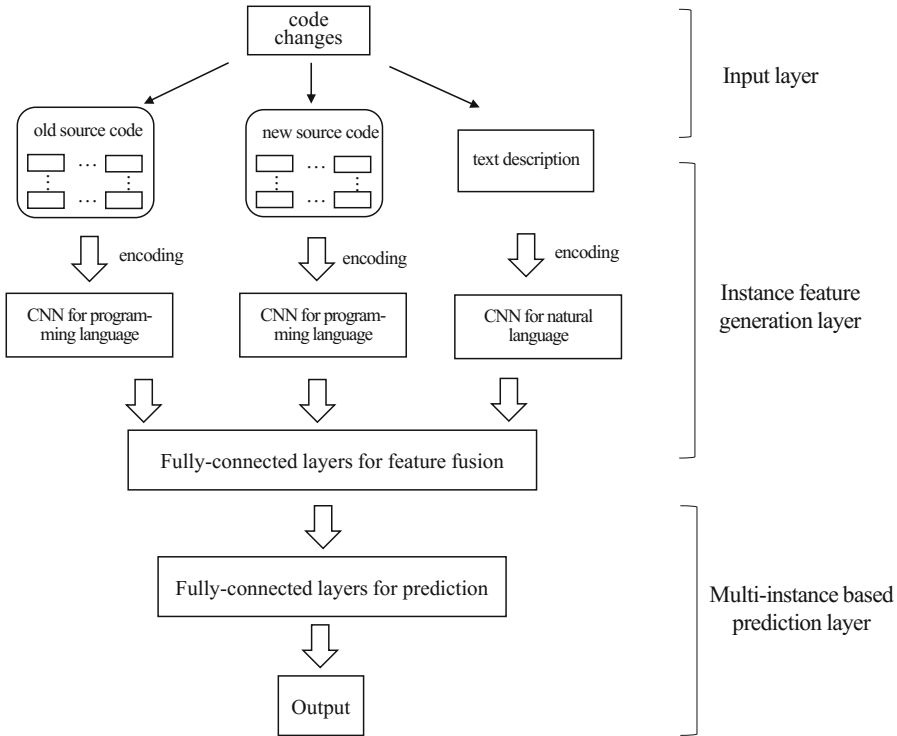 code
changes
Input layer
old source code
...
...
new source code
...
...
text description
encoding
encoding
encoding
CNN for program-
ming language
CNN for program-
ming language
CNN for natural
language
Instance feature
generation layer
Fully-connected layers for feature fusion
Fully-connected layers for prediction
Multi-instance based
prediction layer
Output